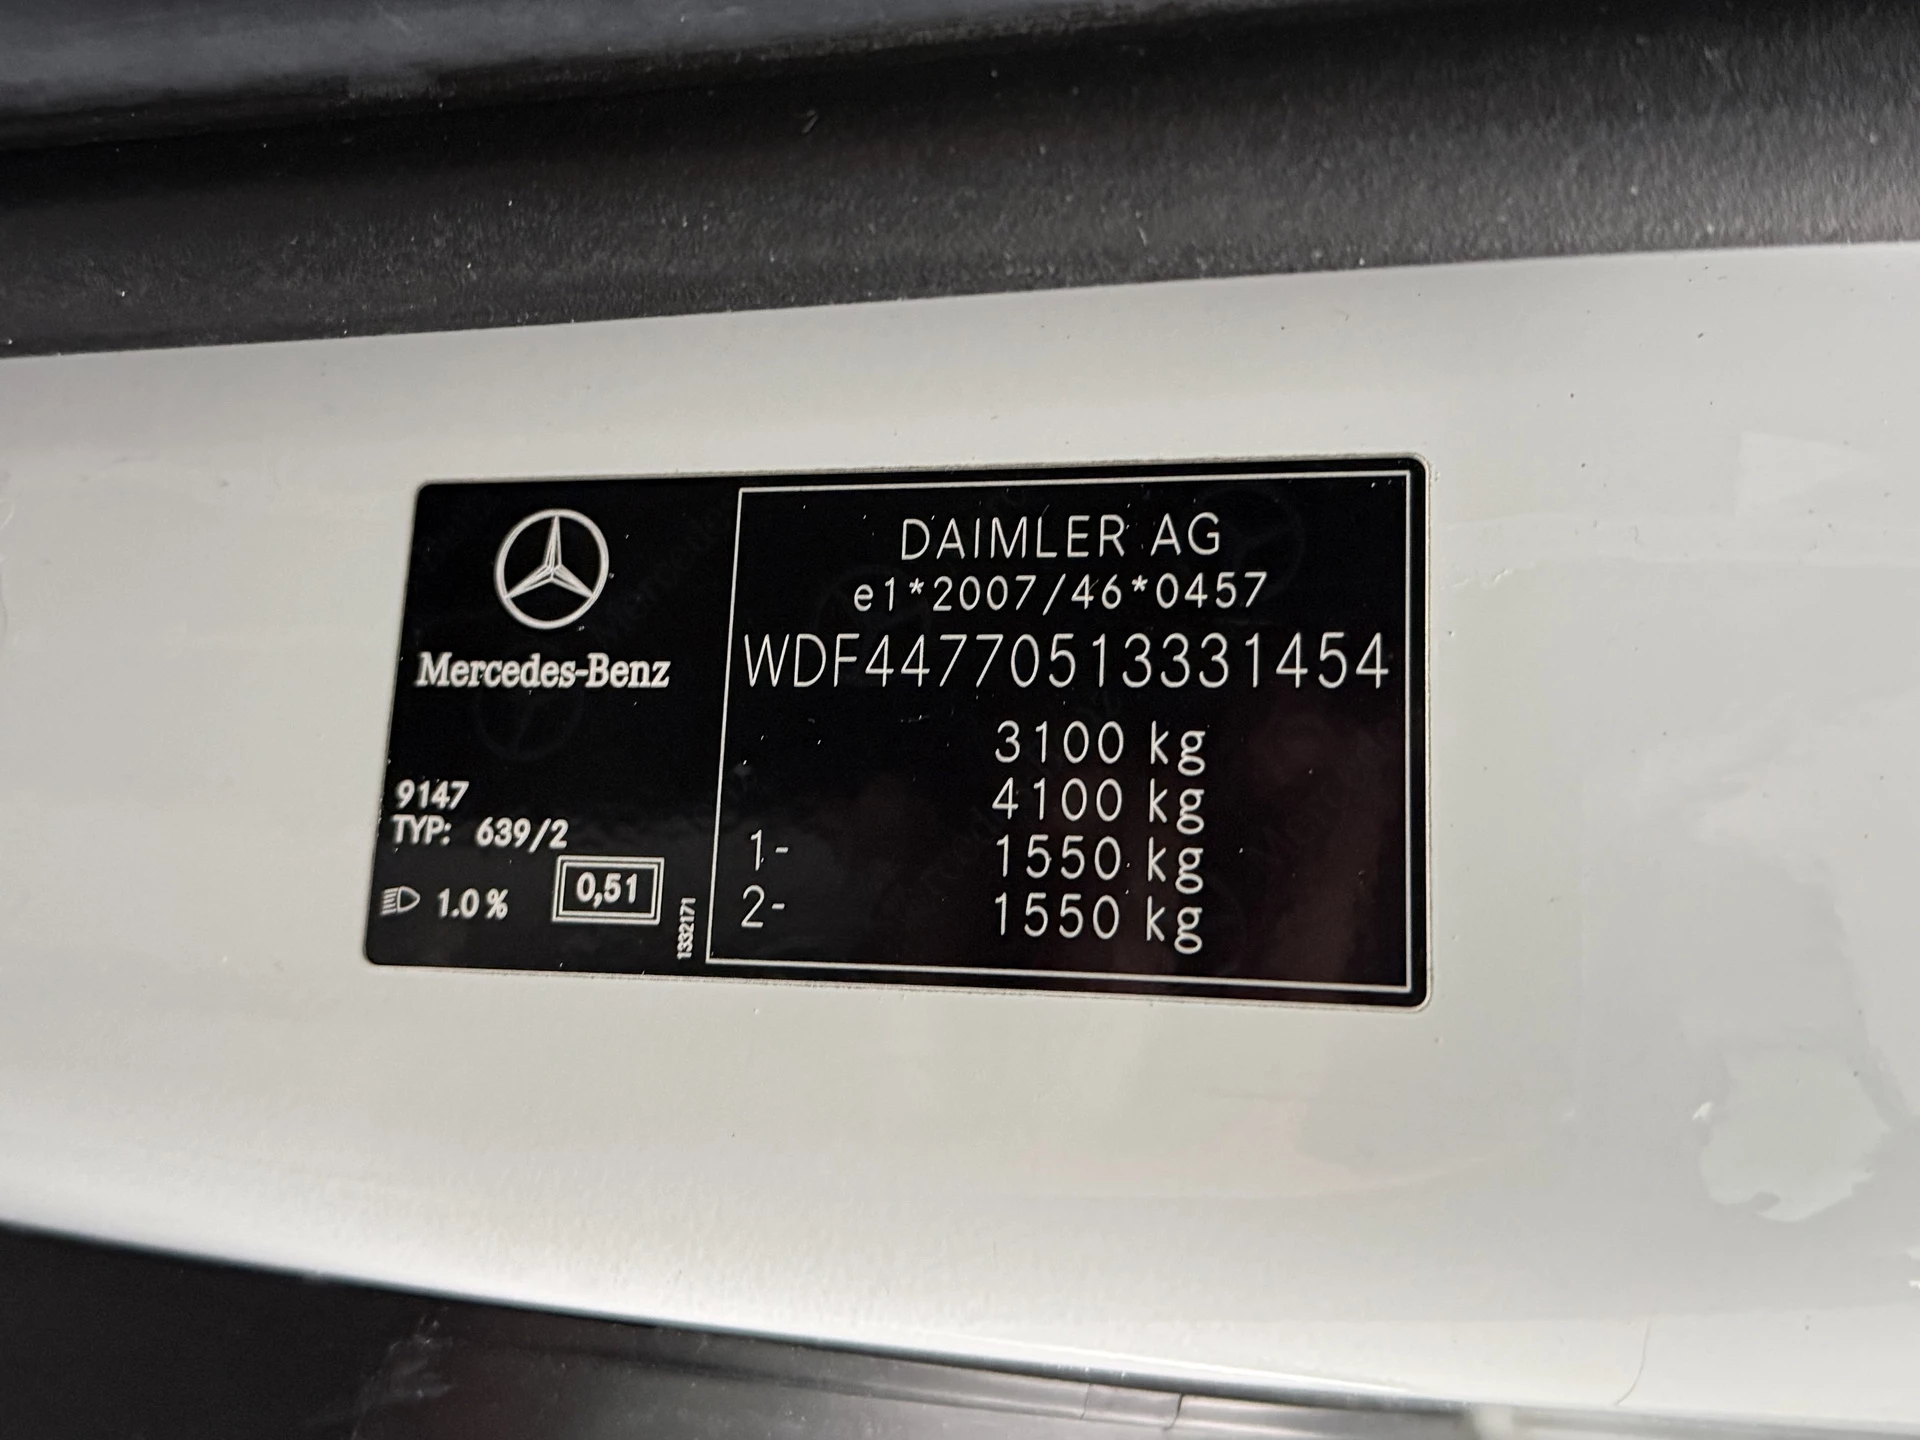 Mercedes-Benz
9147
TYP: 639/2
1.0%
0,51
1332171
DAIMLER AG
e1*2007/46*0457
WDF44770513331454
3100 kg
4100 kg
1- 1550 kg
2- 1550 kg